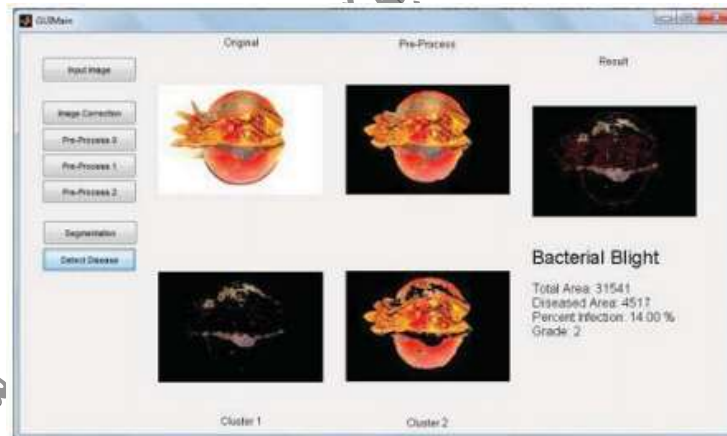 GUIMain
Original
Pre-Process
Result
Input Image
Image Correction
Pre-Process 0
Pre-Process 1
Pre-Process 2
Segmentation
Detect Disease
Bacterial Blight
Total Area: 31541
Diseased Area: 4517
Percent Infection: 14.00 %
Grade: 2
Cluster 1
Cluster 2